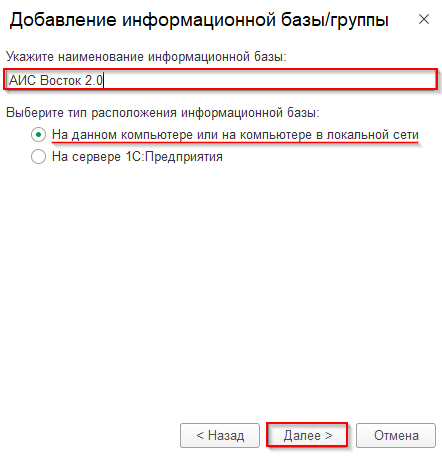 Добавление информационной базы/группы
Укажите наименование информационной базы:
АИС Восток 2.0
Выберите тип расположения информационной базы:
На данном компьютере или на компьютере в локальной сети
На сервере 1С:Предприятия
< Назад Далее > Отмена